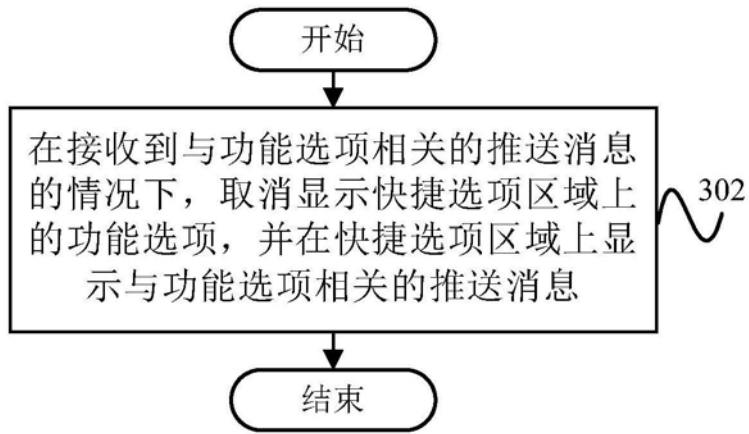 开始
在接收到与功能选项相关的推送消息
的情况下，取消显示快捷选项区域上
的功能选项，并在快捷选项区域上显
示与功能选项相关的推送消息
302
结束